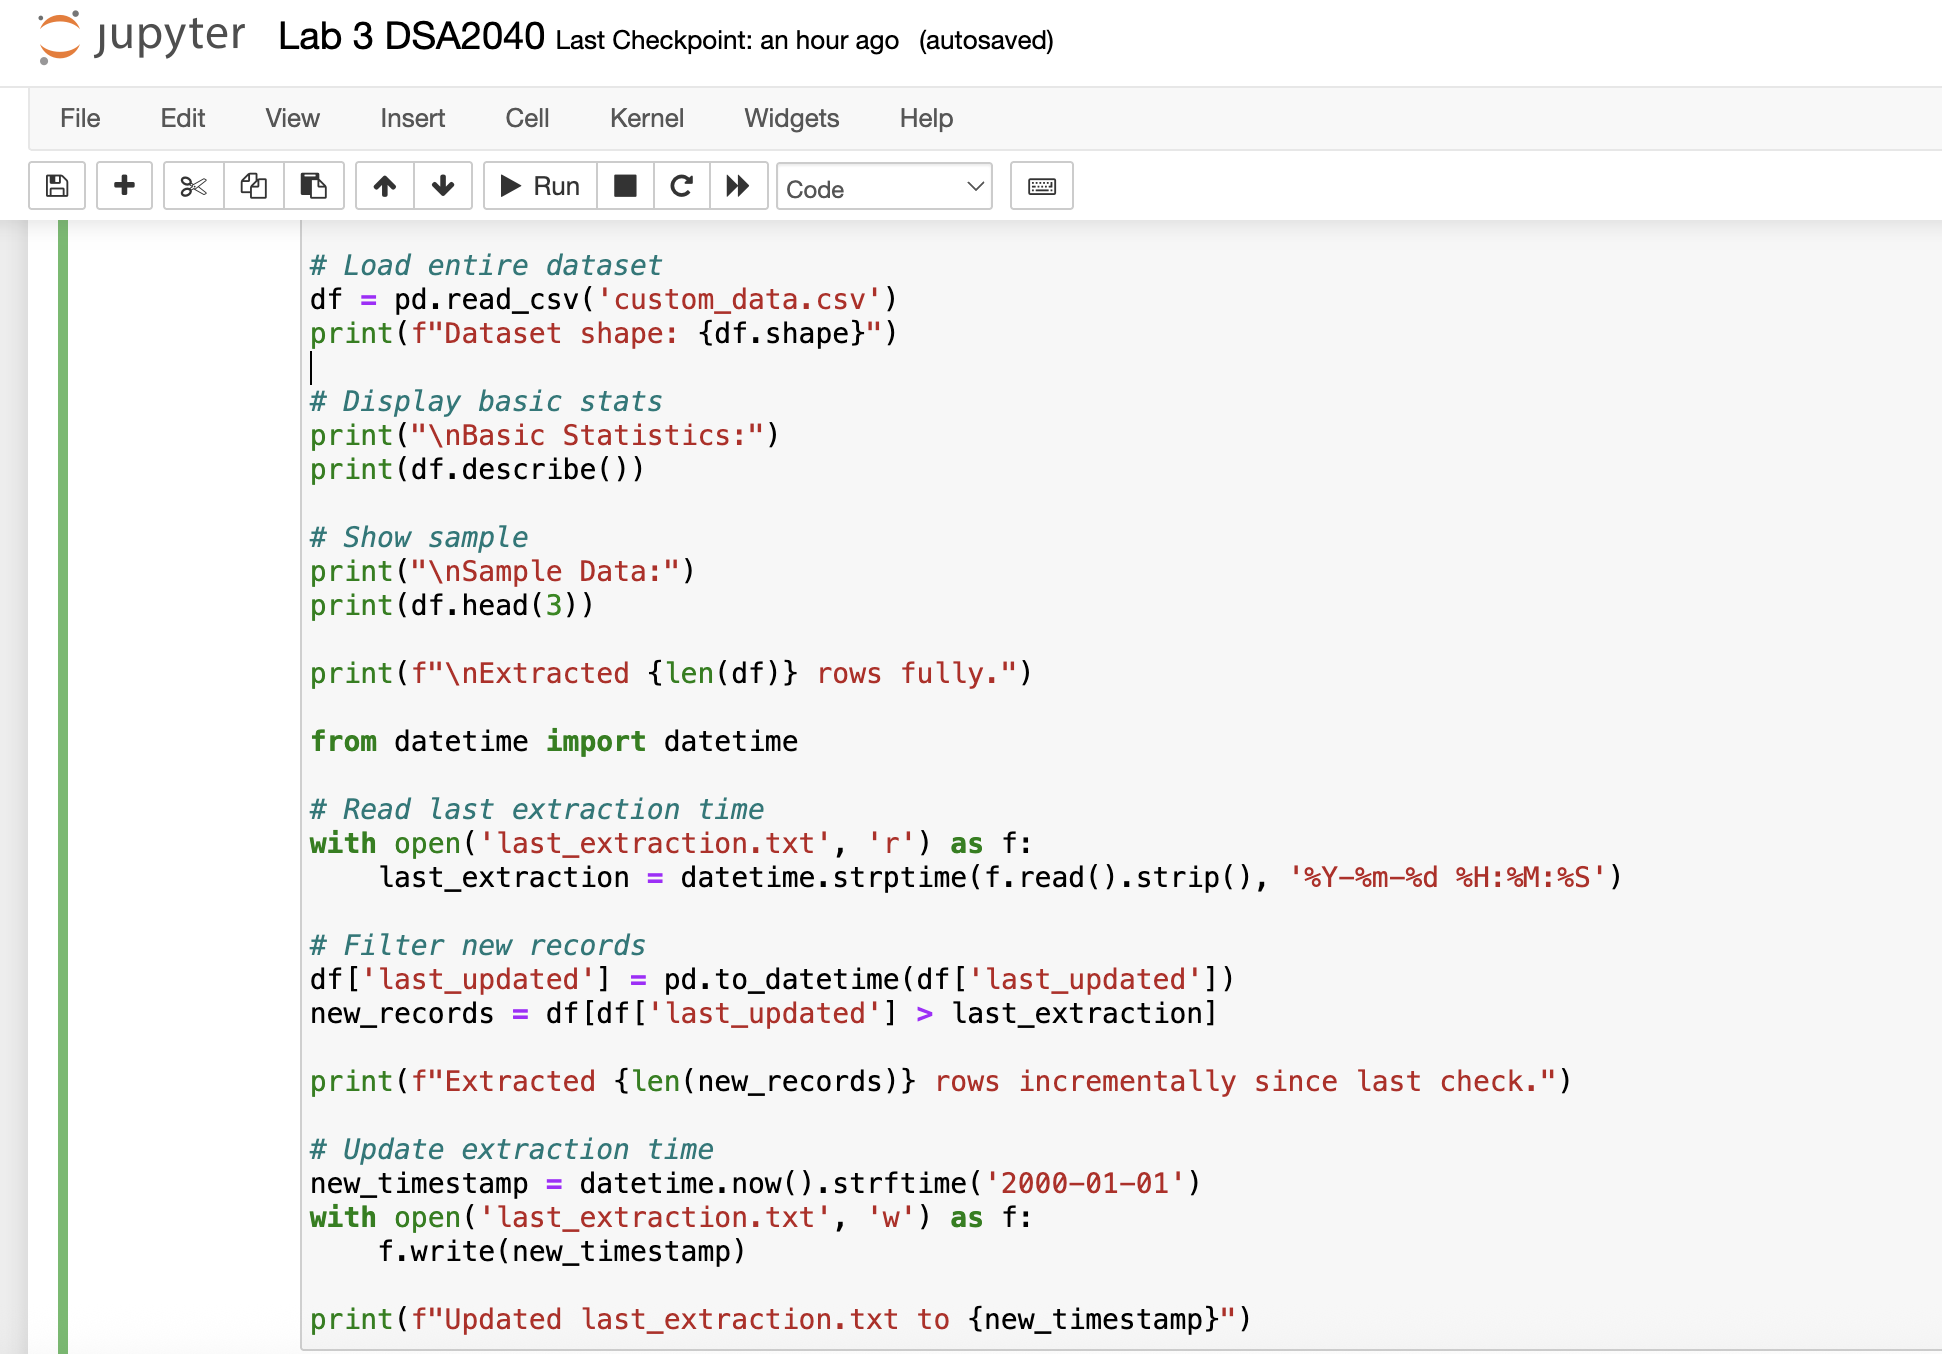 jupyter Lab 3 DSA2040 Last Checkpoint: an hour ago (autosaved)
File Edit View Insert Cell Kernel Widgets Help
Run Code
# Load entire dataset
df = pd.read_csv('custom_data.csv')
print(f"Dataset shape: {df.shape}")
# Display basic stats
print("\nBasic Statistics:")
print(df.describe())
# Show sample
print("\nSample Data:")
print(df.head(3))
print(f"\nExtracted {len(df)} rows fully.")
from datetime import datetime
# Read last extraction time
with open('last_extraction.txt', 'r') as f:
    last_extraction = datetime.strptime(f.read().strip(), '%Y-%m-%d %H:%M:%S')
# Filter new records
df['last_updated'] = pd.to_datetime(df['last_updated'])
new_records = df[df['last_updated'] > last_extraction]
print(f"Extracted {len(new_records)} rows incrementally since last check.")
# Update extraction time
new_timestamp = datetime.now().strftime('2000-01-01')
with open('last_extraction.txt', 'w') as f:
    f.write(new_timestamp)
print(f"Updated last_extraction.txt to {new_timestamp}")